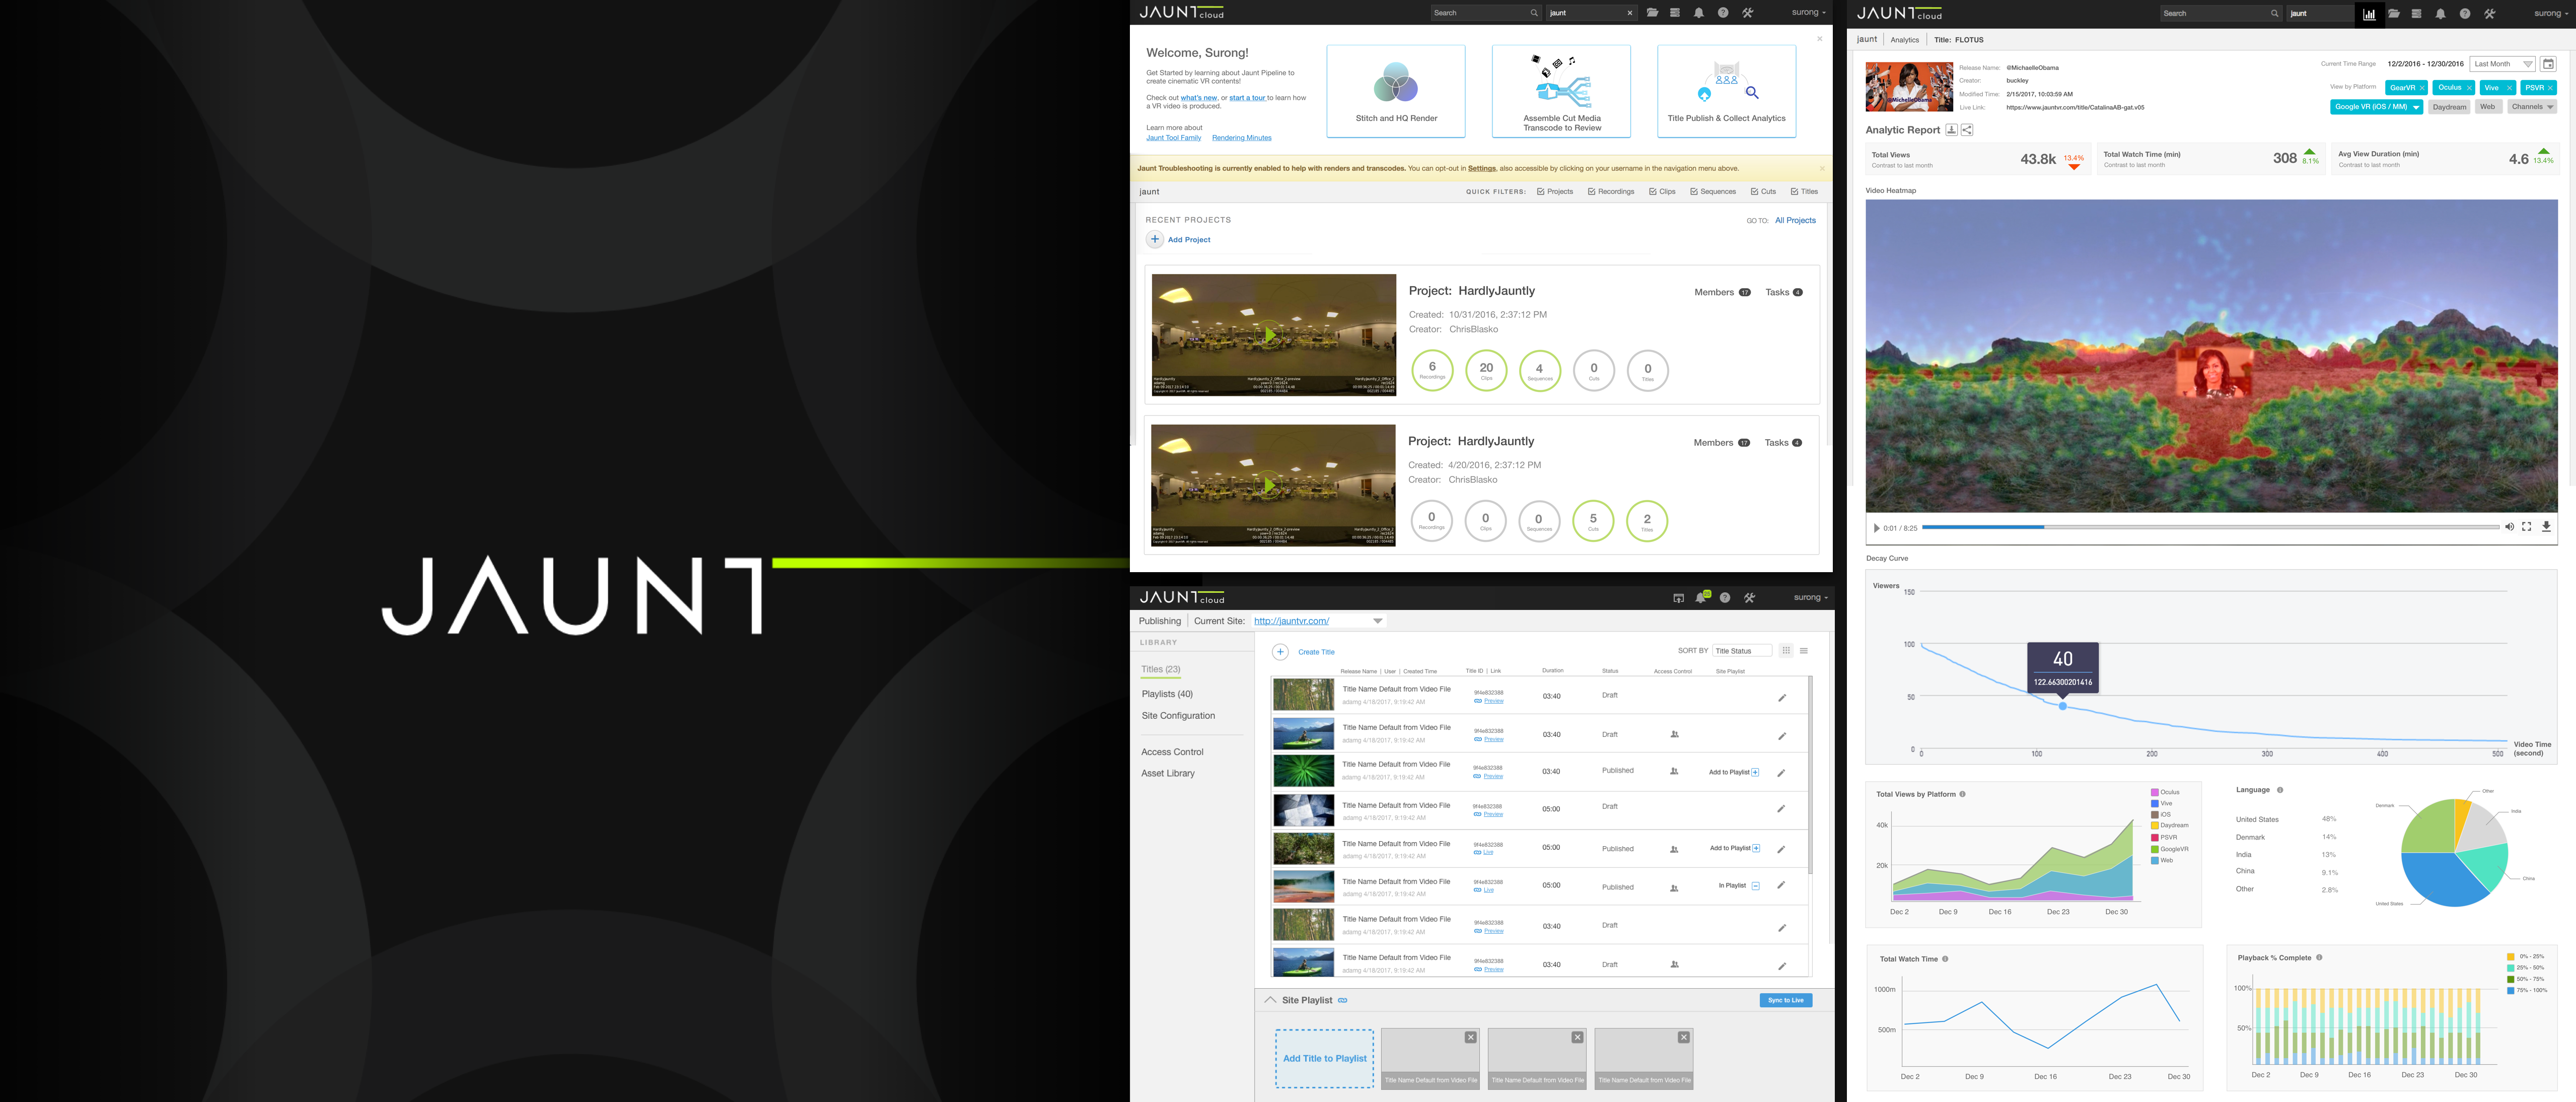 JAUNT
JAUNT cloud
Search
jaunt
surong
Welcome, Surong!
Get Started by learning about Jaunt Pipeline to
create cinematic VR contents!
Check out what's new, or start a tour to learn how
a VR video is produced.
Learn more about
Jaunt Tool Family Rendering Minutes
Stitch and HQ Render
Assemble Cut Media
Transcode to Review
Title Publish & Collect Analytics
Jaunt Troubleshooting is currently enabled to help with renders and transcodes. You can opt-out in Settings, also accessible by clicking on your username in the navigation menu above.
jaunt
QUICK FILTERS: Projects Recordings Clips Sequences Cuts Titles
RECENT PROJECTS
GO TO: All Projects
+ Add Project
Project: HardlyJauntly
Members 17 Tasks 4
Created: 10/31/2016, 2:37:12 PM
Creator: ChrisBlasko
6 Recordings
20 Clips
4 Sequences
0 Cuts
0 Titles
Project: HardlyJauntly
Members 17 Tasks 4
Created: 4/20/2016, 2:37:12 PM
Creator: ChrisBlasko
0 Recordings
0 Clips
0 Sequences
5 Cuts
2 Titles
JAUNT cloud
surong
Publishing Current Site: http://jauntvr.com/
LIBRARY
Titles (23)
Playlists (40)
Site Configuration
Access Control
Asset Library
+ Create Title
SORT BY Title Status
Release Name | User | Created Time Title ID | Link Duration Status Access Control Site Playlist
Title Name Default from Video File 9f4e832388 03:40 Draft
adamg 4/18/2017, 9:19:42 AM Preview
Title Name Default from Video File 9f4e832388 03:40 Draft
adamg 4/18/2017, 9:19:42 AM Preview
Title Name Default from Video File 9f4e832388 03:40 Published Add to Playlist
adamg 4/18/2017, 9:19:42 AM Preview
Title Name Default from Video File 9f4e832388 05:00 Draft
adamg 4/18/2017, 9:19:42 AM Preview
Title Name Default from Video File 9f4e832388 05:00 Published Add to Playlist
adamg 4/18/2017, 9:19:42 AM Live
Title Name Default from Video File 9f4e832388 05:00 Published In Playlist
adamg 4/18/2017, 9:19:42 AM Live
Title Name Default from Video File 9f4e832388 03:40 Draft
adamg 4/18/2017, 9:19:42 AM Preview
Title Name Default from Video File 9f4e832388 03:40 Draft
adamg 4/18/2017, 9:19:42 AM Preview
Site Playlist
Sync to Live
Add Title to Playlist
Title Name Default from Video File
Title Name Default from Video File
Title Name Default from Video File
JAUNT cloud
Search
jaunt
surong
jaunt Analytics Title: FLOTUS
@MichelleObama
Release Name: @MichaelleObama
Creator: buckley
Modified Time: 2/15/2017, 10:03:59 AM
Live Link: https://www.jauntvr.com/title/CatalinaAB-gat.v05
Current Time Range 12/2/2016 - 12/30/2016 Last Month
View by Platform GearVR Oculus Vive PSVR
Google VR (iOS / MM) Daydream Web Channels
Analytic Report
Total Views
Contrast to last month
43.8k 13.4%
Total Watch Time (min)
Contrast to last month
308 8.1%
Avg View Duration (min)
Contrast to last month
4.6 13.4%
Video Heatmap
0:01 / 8:25
Decay Curve
Viewers
150
100
50
0
40
122.66300201416
0 100 200 300 400 500
Video Time
(second)
Total Views by Platform
40k
20k
Dec 2 Dec 9 Dec 16 Dec 23 Dec 30
Oculus
Vive
iOS
Daydream
PSVR
GoogleVR
Web
Language
United States 48%
Denmark 14%
India 13%
China 9.1%
Other 2.8%
Other
India
China
United States
Denmark
Total Watch Time
1000m
500m
Dec 2 Dec 9 Dec 16 Dec 23 Dec 30
Playback % Complete
100%
50%
Dec 2 Dec 9 Dec 16 Dec 23 Dec 30
0% - 25%
25% - 50%
50% - 75%
75% - 100%